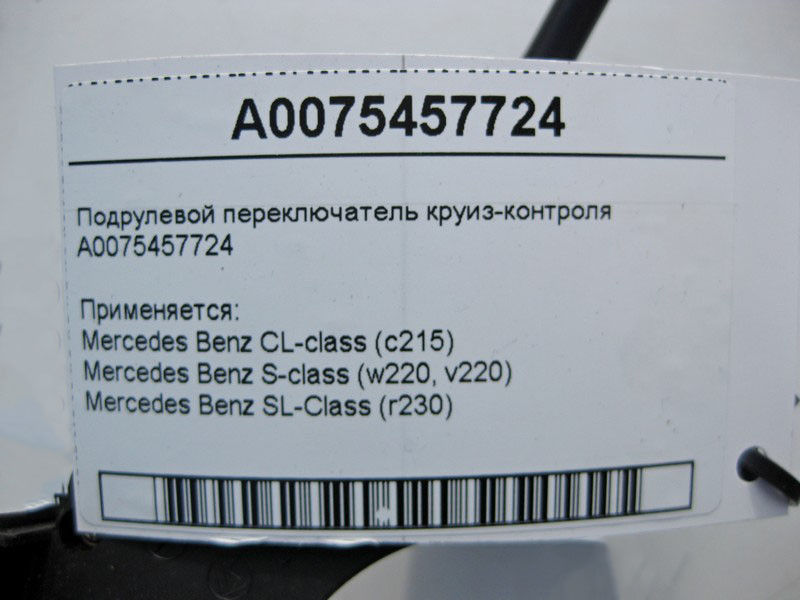 A0075457724
Подрулевой переключатель круиз-контроля
A0075457724
Применяется:
Mercedes Benz CL-class (c215)
Mercedes Benz S-class (w220, v220)
Mercedes Benz SL-Class (r230)